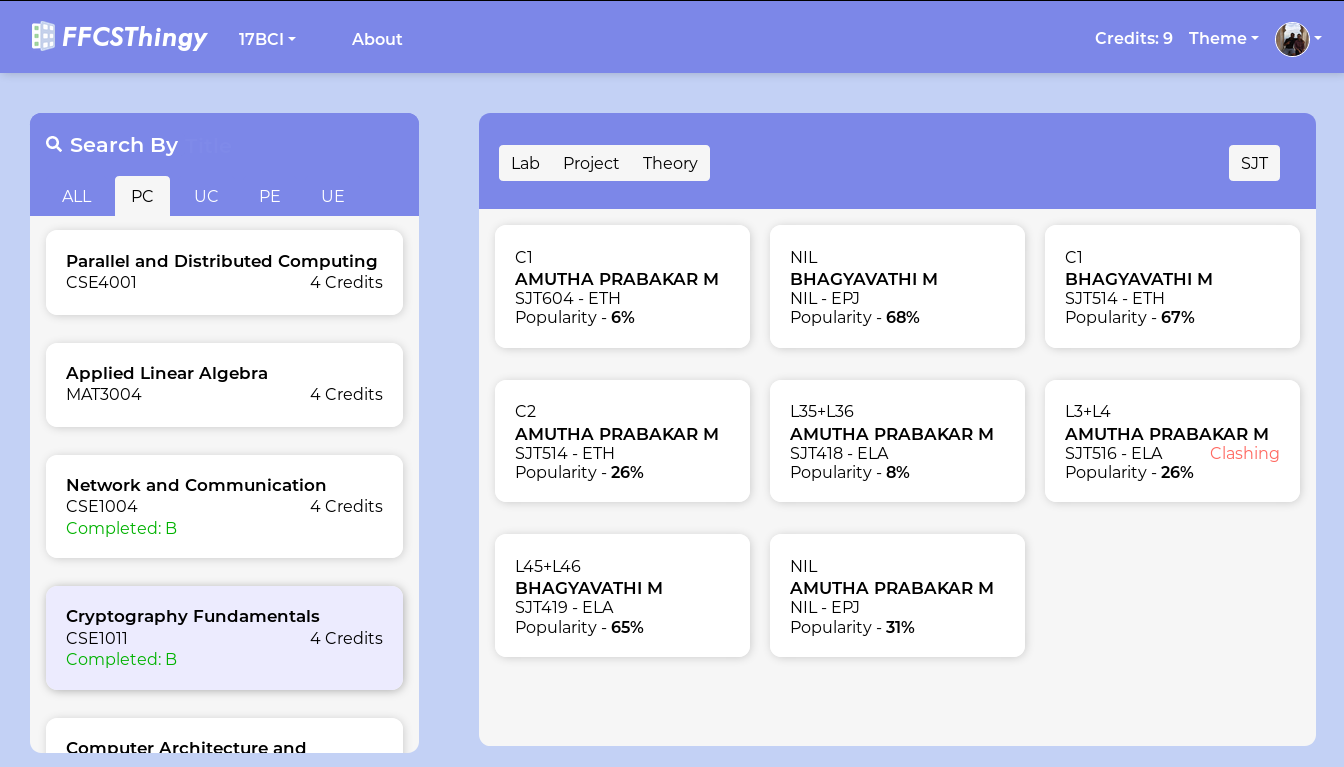 FFCSThingy
17BCI
About
Credits: 9
Theme
Search By Title
ALL PC UC PE UE
Parallel and Distributed Computing
CSE4001 4 Credits
Applied Linear Algebra
MAT3004 4 Credits
Network and Communication
CSE1004 4 Credits
Completed: B
Cryptography Fundamentals
CSE1011 4 Credits
Completed: B
Computer Architecture and
Lab Project Theory
SJT
C1
AMUTHA PRABAKAR M
SJT604 - ETH
Popularity - 6%
NIL
BHAGYAVATHI M
NIL - EPJ
Popularity - 68%
C1
BHAGYAVATHI M
SJT514 - ETH
Popularity - 67%
C2
AMUTHA PRABAKAR M
SJT514 - ETH
Popularity - 26%
L35+L36
AMUTHA PRABAKAR M
SJT418 - ELA
Popularity - 8%
L3+L4
AMUTHA PRABAKAR M
SJT516 - ELA Clashing
Popularity - 26%
L45+L46
BHAGYAVATHI M
SJT419 - ELA
Popularity - 65%
NIL
AMUTHA PRABAKAR M
NIL - EPJ
Popularity - 31%